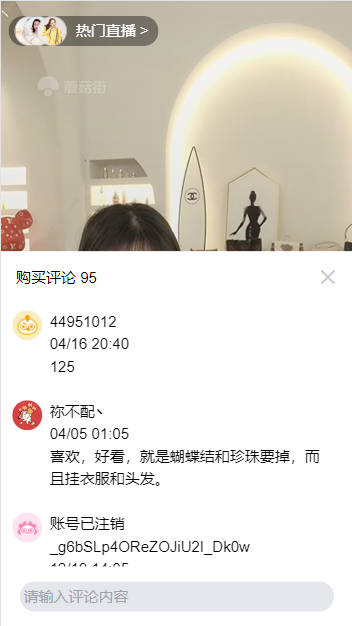 热门直播 >
蘑菇街
购买评论 95
44951012
04/16 20:40
125
祢不配丶
04/05 01:05
喜欢，好看，就是蝴蝶结和珍珠要掉，而
且挂衣服和头发。
账号已注销
_g6bSLp4OReZOJiU2I_Dk0w
请输入评论内容